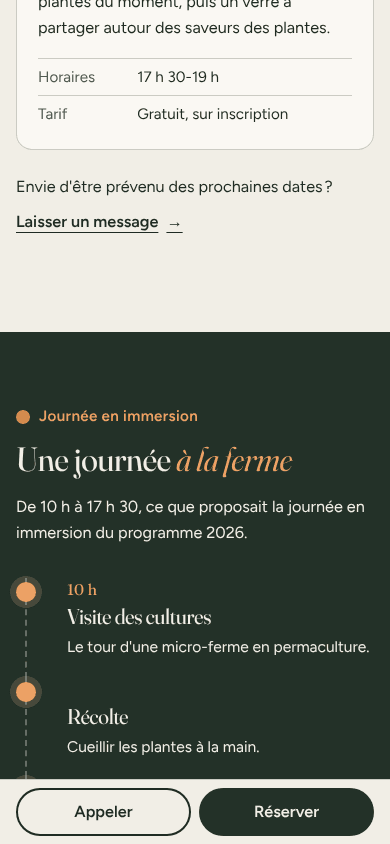 plantes du moment, puis un verre à
partager autour des saveurs des plantes.
Horaires 17 h 30-19 h
Tarif Gratuit, sur inscription
Envie d'être prévenu des prochaines dates ?
Laisser un message →
Journée en immersion
Une journée à la ferme
De 10 h à 17 h 30, ce que proposait la journée en
immersion du programme 2026.
10 h
Visite des cultures
Le tour d'une micro-ferme en permaculture.
Récolte
Cueillir les plantes à la main.
Appeler Réserver